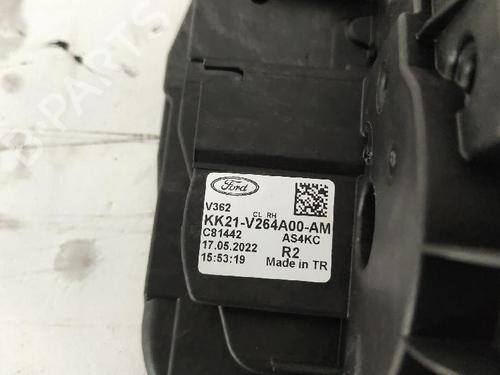 B-PARTS
Ford
V362
CL RH
KK21-V264A00-AM
C81442 AS4KC
17.05.2022 R2
15:53:19 Made in TR